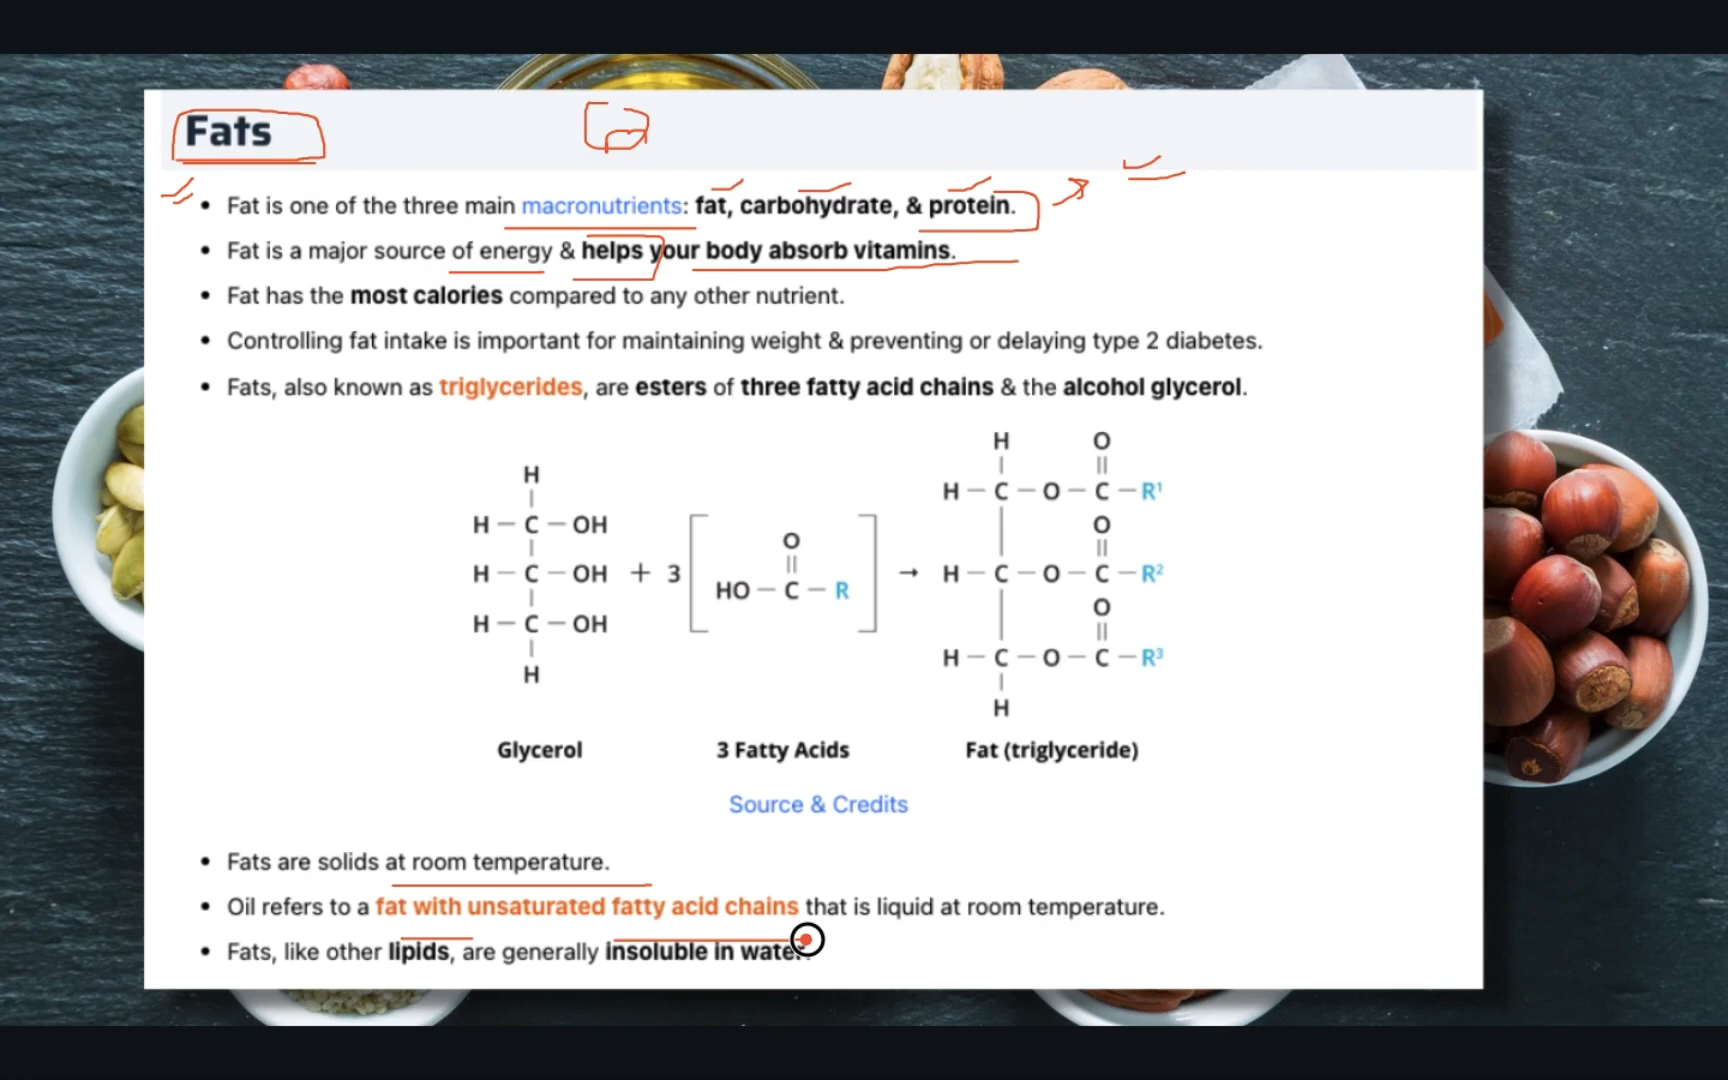 Fats
Fat is one of the three main macronutrients: fat, carbohydrate, & protein.
Fat is a major source of energy & helps your body absorb vitamins.
Fat has the most calories compared to any other nutrient.
Controlling fat intake is important for maintaining weight & preventing or delaying type 2 diabetes.
Fats, also known as triglycerides, are esters of three fatty acid chains & the alcohol glycerol.
H
H — C — OH
H — C — OH
H — C — OH
H
+ 3
O
HO — C — R
→
H O
H — C — O — C — R¹
O
H — C — O — C — R²
O
H — C — O — C — R³
H
Glycerol 3 Fatty Acids Fat (triglyceride)
Source & Credits
Fats are solids at room temperature.
Oil refers to a fat with unsaturated fatty acid chains that is liquid at room temperature.
Fats, like other lipids, are generally insoluble in water.